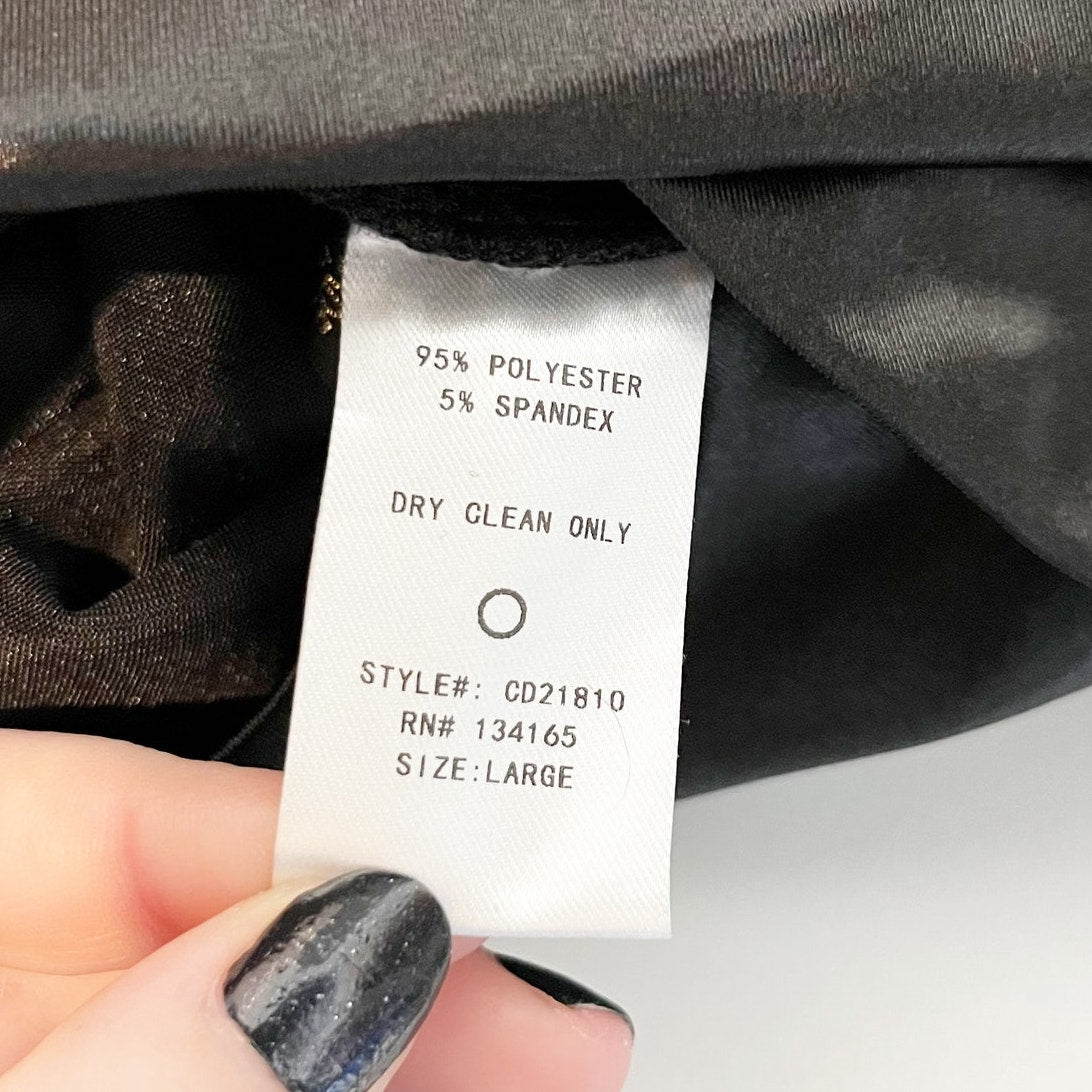 95% POLYESTER
5% SPANDEX
DRY CLEAN ONLY
STYLE#: CD21810
RN# 134165
SIZE:LARGE